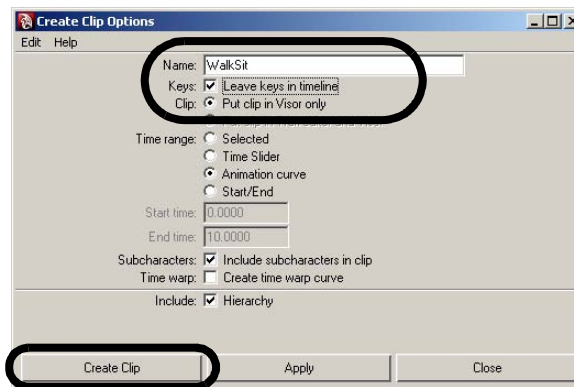 Create Clip Options
Edit Help
Name: WalkSit
Keys: Leave keys in timeline
Clip: Put clip in Visor only
Time range: Selected
Time Slider
Animation curve
Start/End
Start time: 0.0000
End time: 10.0000
Subcharacters: Include subcharacters in clip
Time warp: Create time warp curve
Include: Hierarchy
Create Clip Apply Close